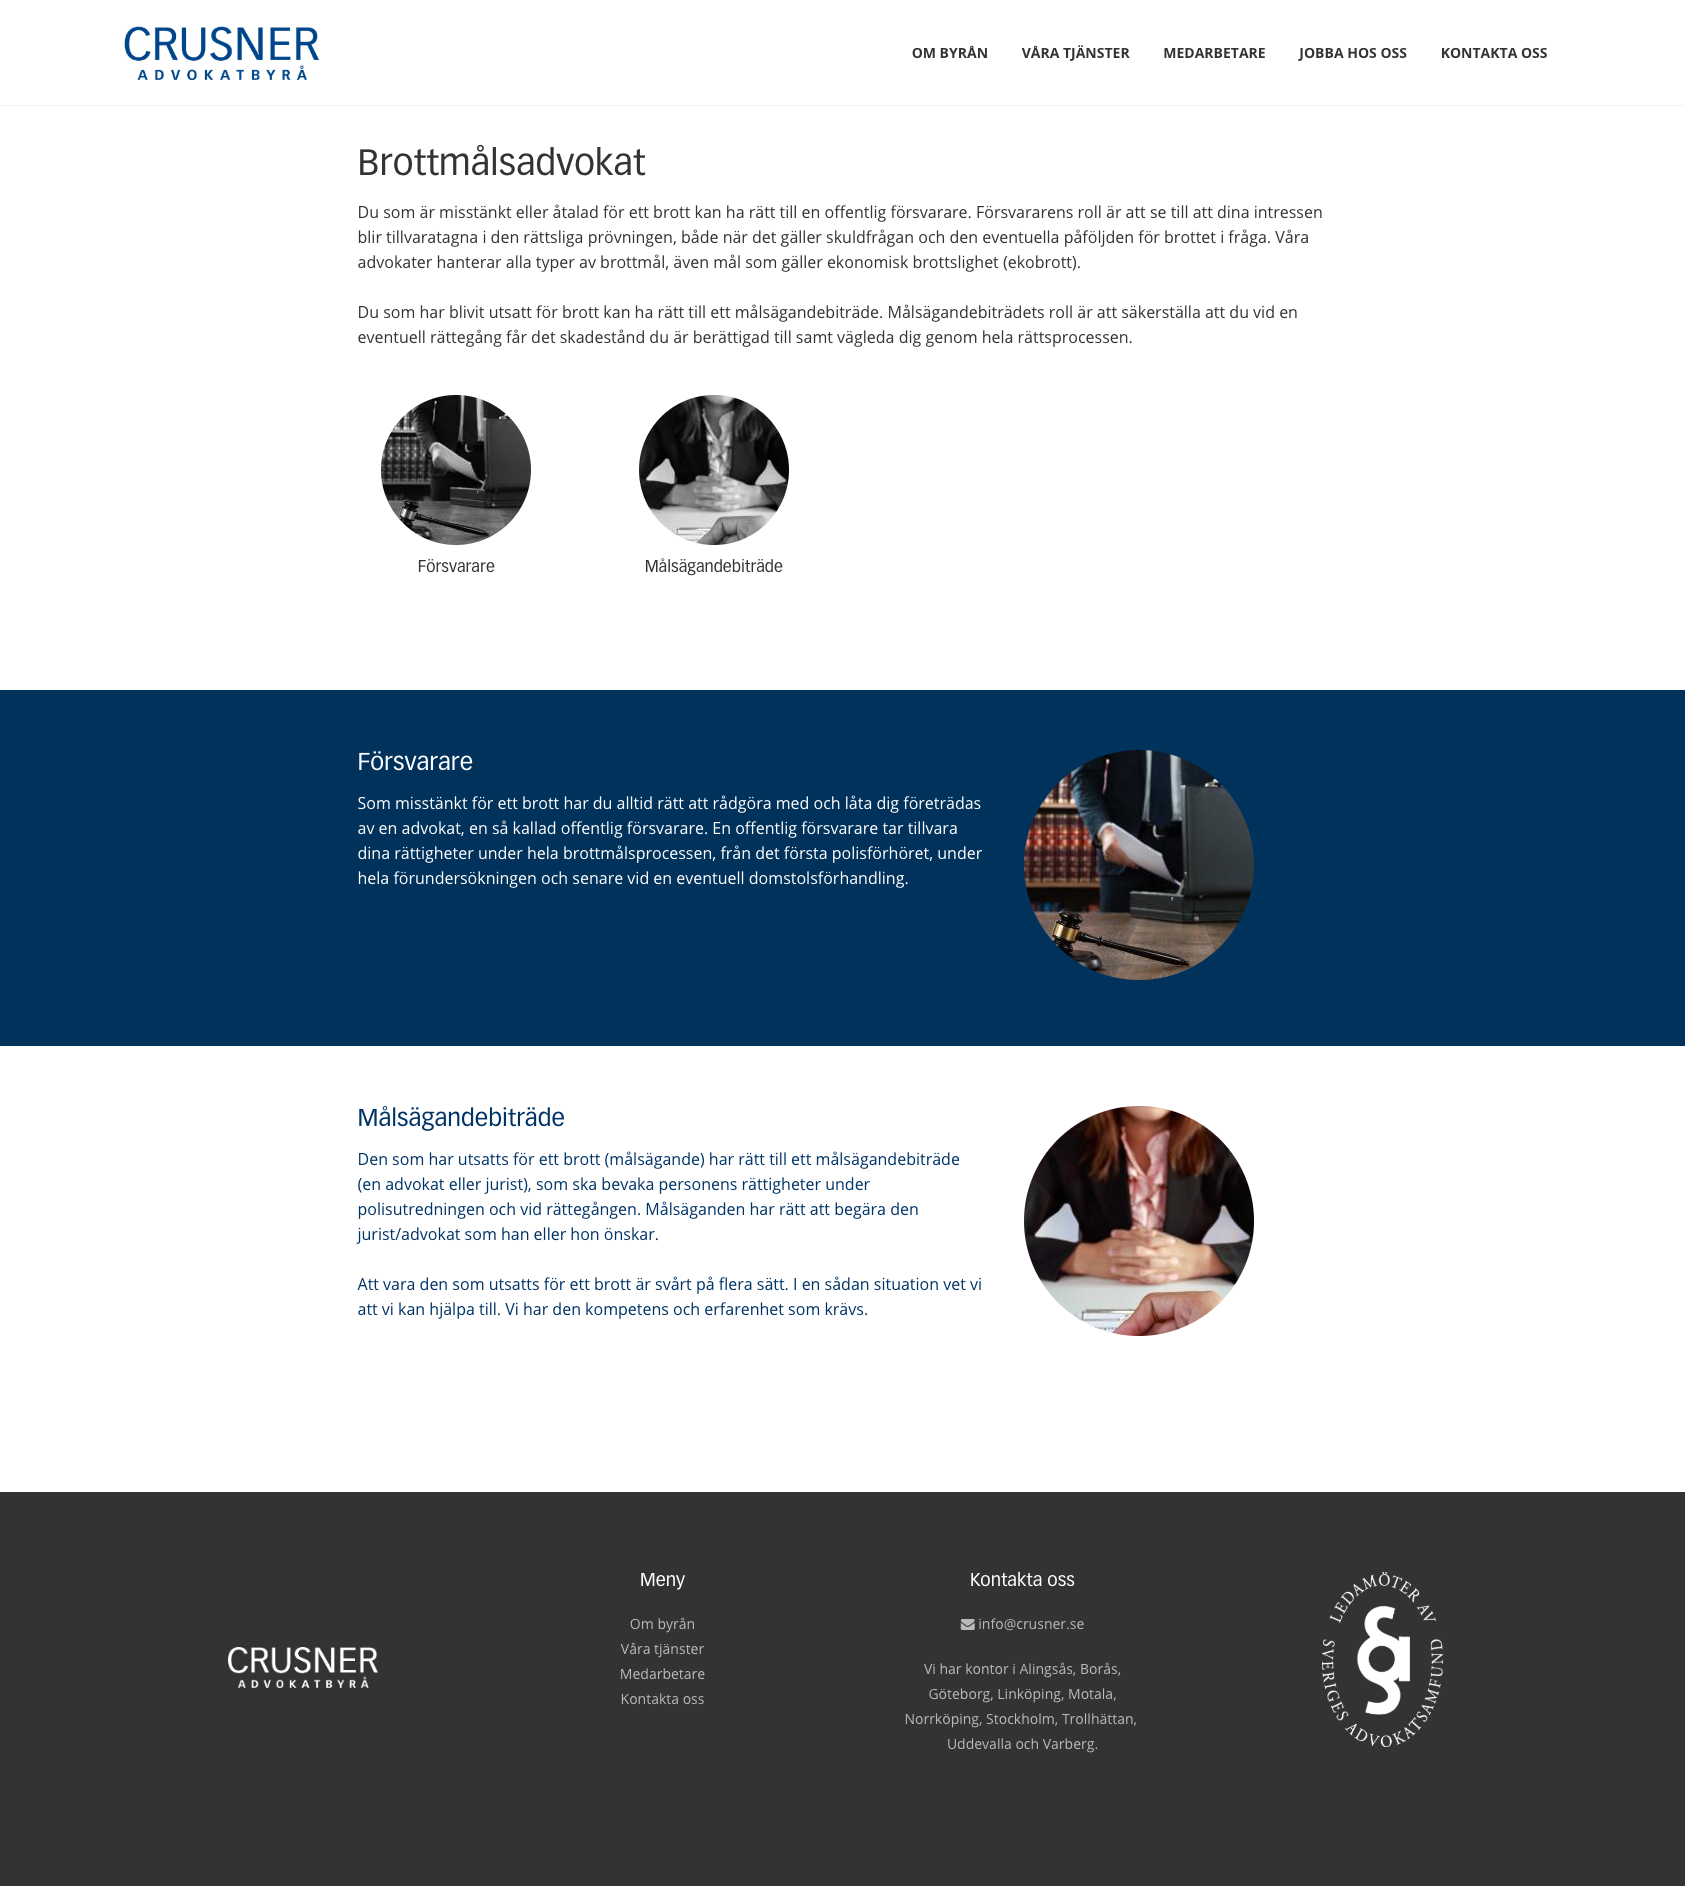 CRUSNER
ADVOKATBYRÅ
OM BYRÅN VÅRA TJÄNSTER MEDARBETARE JOBBA HOS OSS KONTAKTA OSS
Brottmålsadvokat
Du som är misstänkt eller åtalad för ett brott kan ha rätt till en offentlig försvarare. Försvararens roll är att se till att dina intressen
blir tillvaratagna i den rättsliga prövningen, både när det gäller skuldfrågan och den eventuella påföljden för brottet i fråga. Våra
advokater hanterar alla typer av brottmål, även mål som gäller ekonomisk brottslighet (ekobrott).
Du som har blivit utsatt för brott kan ha rätt till ett målsägandebiträde. Målsägandebiträdets roll är att säkerställa att du vid en
eventuell rättegång får det skadestånd du är berättigad till samt vägleda dig genom hela rättsprocessen.
Försvarare
Målsägandebiträde
Försvarare
Som misstänkt för ett brott har du alltid rätt att rådgöra med och låta dig företrädas
av en advokat, en så kallad offentlig försvarare. En offentlig försvarare tar tillvara
dina rättigheter under hela brottmålsprocessen, från det första polisförhöret, under
hela förundersökningen och senare vid en eventuell domstolsförhandling.
Målsägandebiträde
Den som har utsatts för ett brott (målsägande) har rätt till ett målsägandebiträde
(en advokat eller jurist), som ska bevaka personens rättigheter under
polisutredningen och vid rättegången. Målsäganden har rätt att begära den
jurist/advokat som han eller hon önskar.
Att vara den som utsatts för ett brott är svårt på flera sätt. I en sådan situation vet vi
att vi kan hjälpa till. Vi har den kompetens och erfarenhet som krävs.
CRUSNER
ADVOKATBYRÅ
Meny
Om byrån
Våra tjänster
Medarbetare
Kontakta oss
Kontakta oss
info@crusner.se
Vi har kontor i Alingsås, Borås,
Göteborg, Linköping, Motala,
Norrköping, Stockholm, Trollhättan,
Uddevalla och Varberg.
LEDAMÖTER AV
SVERIGES ADVOKATSAMFUND